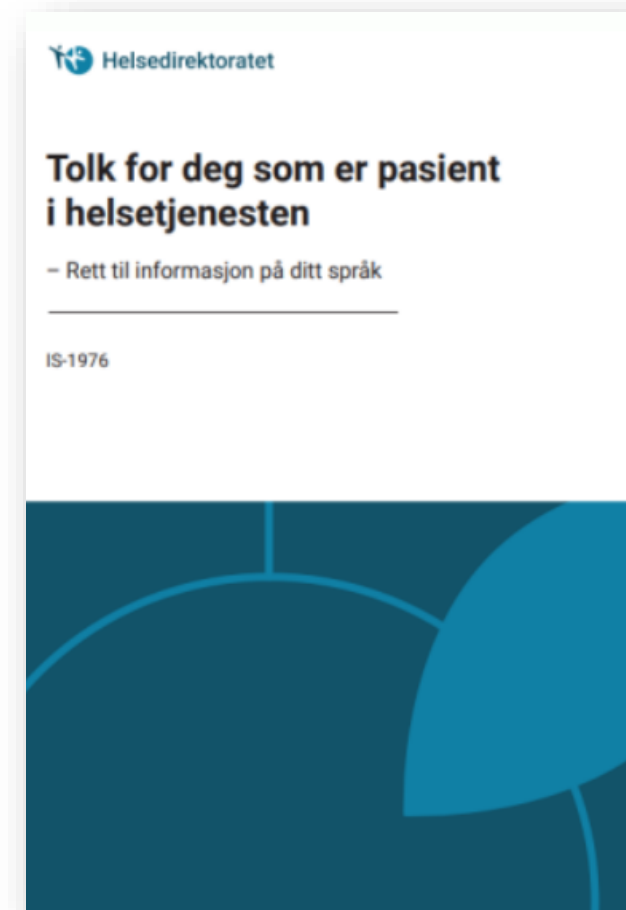 Helsedirektoratet
Tolk for deg som er pasient
i helsetjenesten
– Rett til informasjon på ditt språk
IS-1976